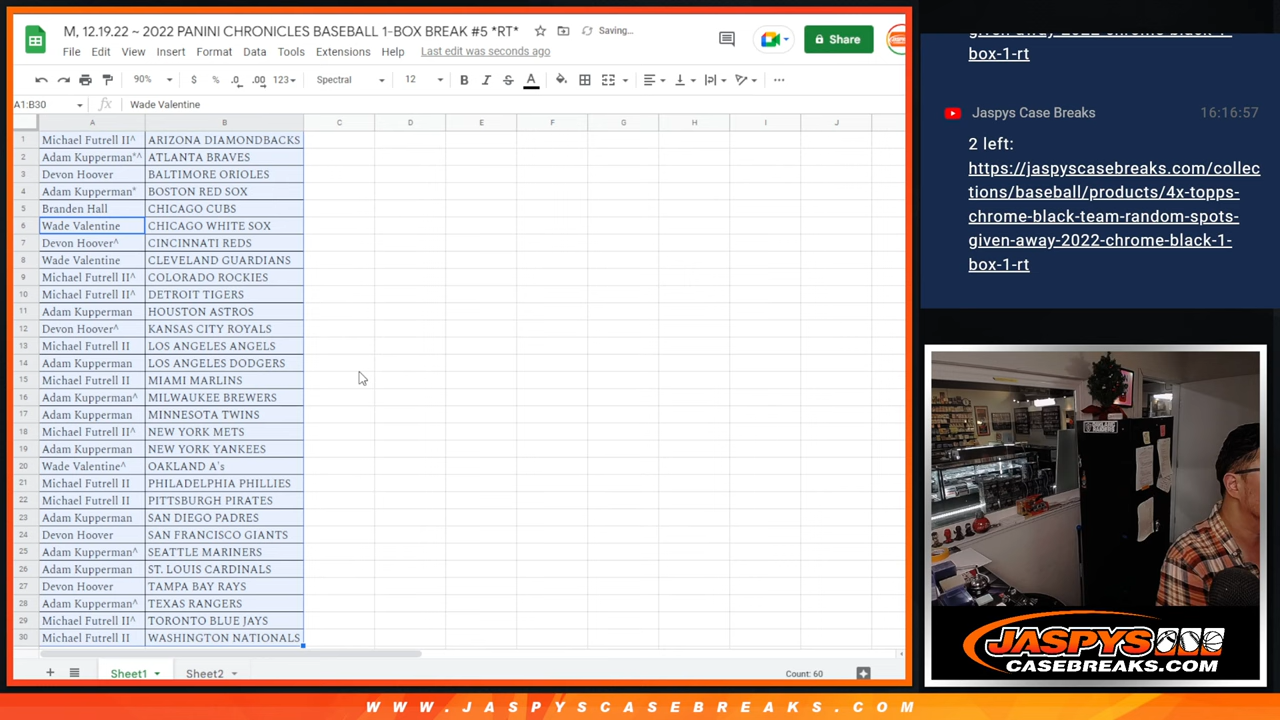 M, 12.19.22 ~ 2022 PANINI CHRONICLES BASEBALL 1-BOX BREAK #5 *RT*
Saving...
File Edit View Insert Format Data Tools Extensions Help Last edit was seconds ago
Share
90% $ % .0 .00 123 Spectral 12 B I S A
A1:B30 fx Wade Valentine
A B C D E F G H I J
1 Michael Futrell II^ ARIZONA DIAMONDBACKS
2 Adam Kupperman*^ ATLANTA BRAVES
3 Devon Hoover BALTIMORE ORIOLES
4 Adam Kupperman* BOSTON RED SOX
5 Branden Hall CHICAGO CUBS
6 Wade Valentine CHICAGO WHITE SOX
7 Devon Hoover^ CINCINNATI REDS
8 Wade Valentine CLEVELAND GUARDIANS
9 Michael Futrell II^ COLORADO ROCKIES
10 Michael Futrell II^ DETROIT TIGERS
11 Adam Kupperman HOUSTON ASTROS
12 Devon Hoover^ KANSAS CITY ROYALS
13 Michael Futrell II LOS ANGELES ANGELS
14 Adam Kupperman LOS ANGELES DODGERS
15 Michael Futrell II MIAMI MARLINS
16 Adam Kupperman^ MILWAUKEE BREWERS
17 Adam Kupperman MINNESOTA TWINS
18 Michael Futrell II^ NEW YORK METS
19 Adam Kupperman NEW YORK YANKEES
20 Wade Valentine^ OAKLAND A's
21 Michael Futrell II PHILADELPHIA PHILLIES
22 Michael Futrell II PITTSBURGH PIRATES
23 Adam Kupperman SAN DIEGO PADRES
24 Devon Hoover SAN FRANCISCO GIANTS
25 Adam Kupperman^ SEATTLE MARINERS
26 Adam Kupperman ST. LOUIS CARDINALS
27 Devon Hoover TAMPA BAY RAYS
28 Adam Kupperman^ TEXAS RANGERS
29 Michael Futrell II^ TORONTO BLUE JAYS
30 Michael Futrell II WASHINGTON NATIONALS
Sheet1 Sheet2 Count: 60
given-away-2022-chrome-black-1-
box-1-rt
Jaspys Case Breaks 16:16:57
2 left:
https://jaspyscasebreaks.com/collec
tions/baseball/products/4x-topps-
chrome-black-team-random-spots-
given-away-2022-chrome-black-1-
box-1-rt
JASPYS
CASEBREAKS.COM
WWW.JASPYSCASEBREAKS.COM